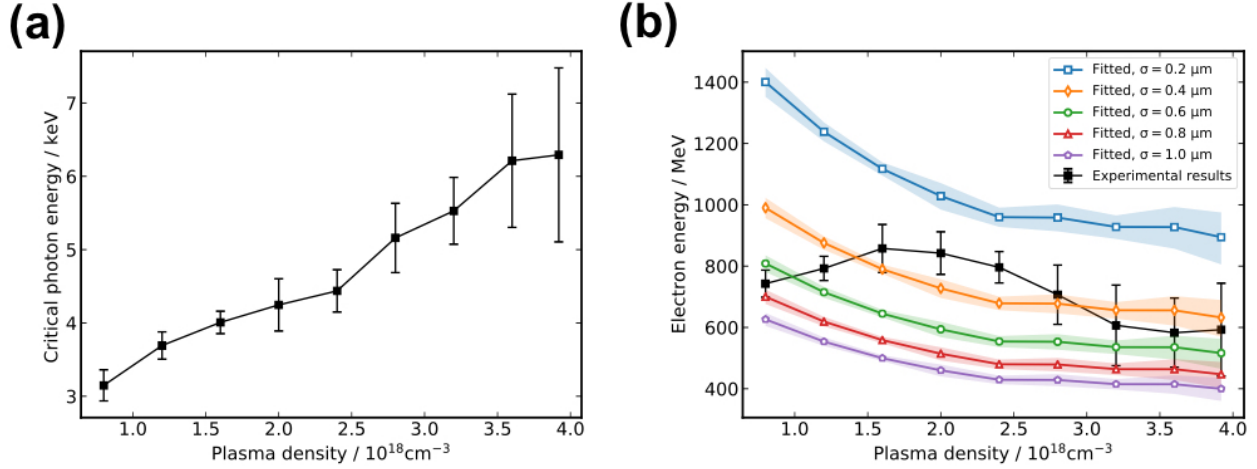 (a)
7
6
5
4
3
Critical photon energy / keV
1.0 1.5 2.0 2.5 3.0 3.5 4.0
Plasma density / 10¹⁸cm⁻³
(b)
1400
1200
1000
800
600
400
Electron energy / MeV
Fitted, σ = 0.2 μm
Fitted, σ = 0.4 μm
Fitted, σ = 0.6 μm
Fitted, σ = 0.8 μm
Fitted, σ = 1.0 μm
Experimental results
1.0 1.5 2.0 2.5 3.0 3.5 4.0
Plasma density / 10¹⁸cm⁻³